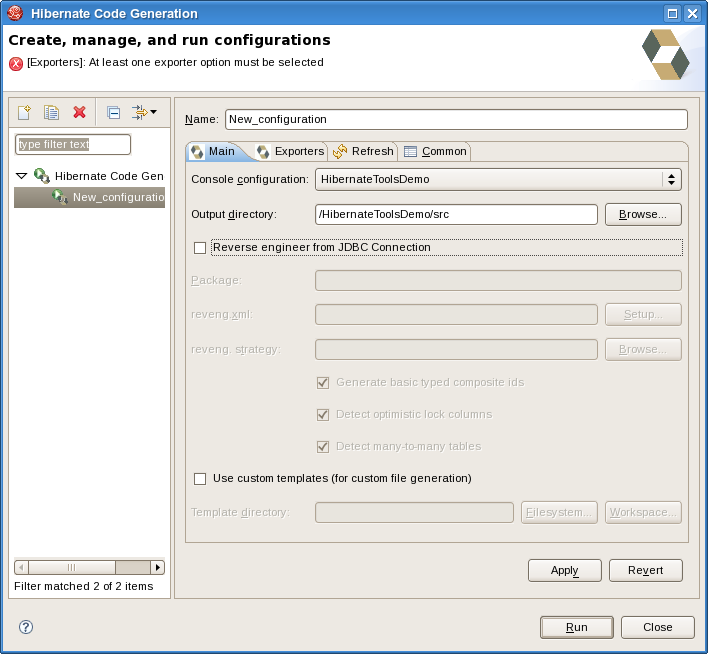 Hibernate Code Generation
Create, manage, and run configurations
[Exporters]: At least one exporter option must be selected
type filter text
Hibernate Code Gen
New_configuratio
Filter matched 2 of 2 items
Name: New_configuration
Main Exporters Refresh Common
Console configuration: HibernateToolsDemo
Output directory: /HibernateToolsDemo/src Browse...
Reverse engineer from JDBC Connection
Package:
reveng.xml: Setup...
reveng. strategy: Browse...
Generate basic typed composite ids
Detect optimistic lock columns
Detect many-to-many tables
Use custom templates (for custom file generation)
Template directory: Filesystem... Workspace...
Apply Revert
? Run Close